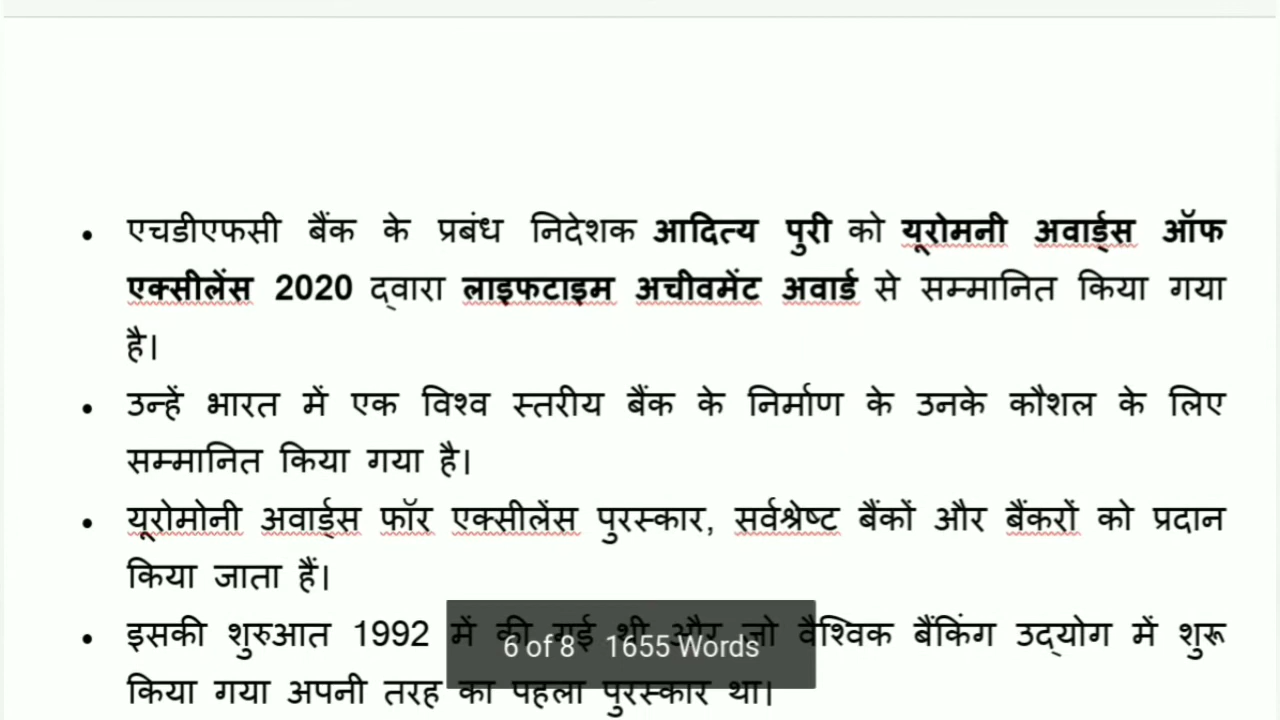 एचडीएफसी बैंक के प्रबंध निदेशक आदित्य पुरी को यूरोमनी अवार्ड्स ऑफ
एक्सीलेंस 2020 द्वारा लाइफटाइम अचीवमेंट अवार्ड से सम्मानित किया गया
है।
उन्हें भारत में एक विश्व स्तरीय बैंक के निर्माण के उनके कौशल के लिए
सम्मानित किया गया है।
यूरोमोनी अवार्ड्स फॉर एक्सीलेंस पुरस्कार, सर्वश्रेष्ट बैंकों और बैंकरों को प्रदान
किया जाता हैं।
इसकी शुरुआत 1992 में की गई थी और जो वैश्विक बैंकिंग उद्योग में शुरू
6 of 8 1655 Words
किया गया अपनी तरह का पहला पुरस्कार था।